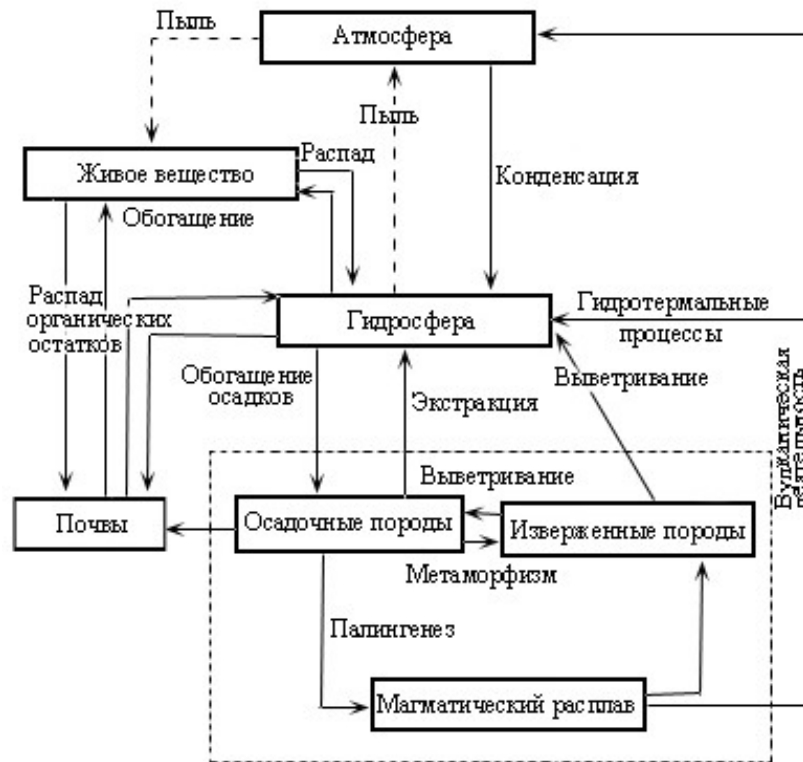 Пыль
Атмосфера
Пыль
Распад
Живое вещество
Конденсация
Обогащение
Распад
органических
остатков
Гидротермальные
процессы
Гидросфера
Обогащение
осадков
Экстракция
Выветривание
Вулканическая
деятельность
Выветривание
Почвы
Осадочные породы
Изверженные породы
Метаморфизм
Палингенез
Магматический расплав